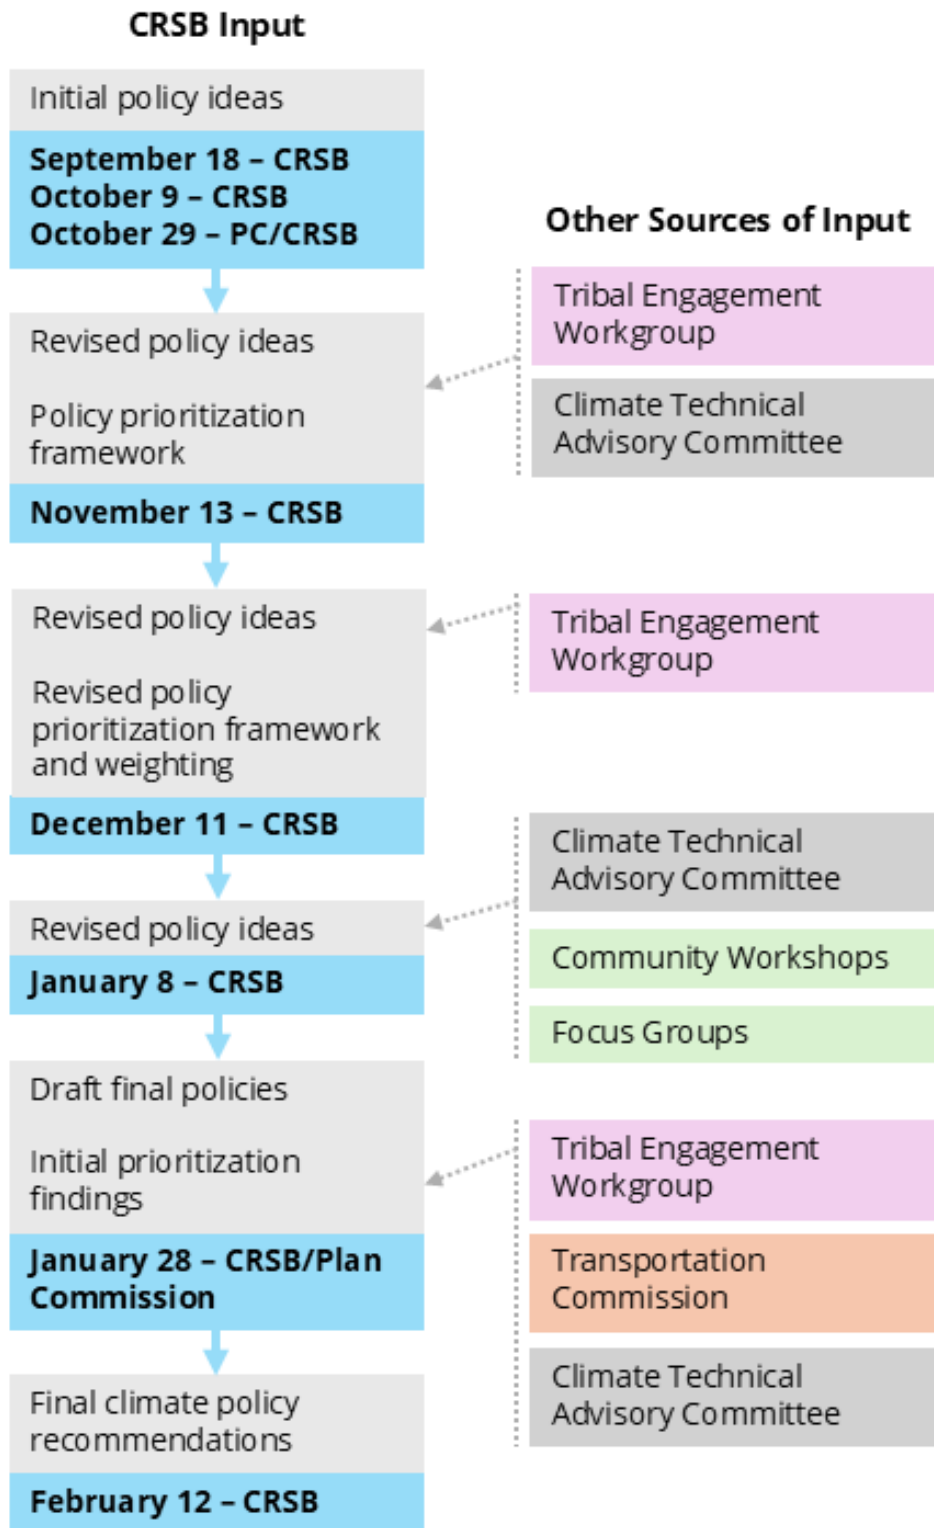 CRSB Input
Initial policy ideas
September 18 – CRSB
October 9 – CRSB
October 29 – PC/CRSB
Revised policy ideas
Policy prioritization
framework
November 13 – CRSB
Revised policy ideas
Revised policy
prioritization framework
and weighting
December 11 – CRSB
Revised policy ideas
January 8 – CRSB
Draft final policies
Initial prioritization
findings
January 28 – CRSB/Plan
Commission
Final climate policy
recommendations
February 12 – CRSB
Other Sources of Input
Tribal Engagement
Workgroup
Climate Technical
Advisory Committee
Tribal Engagement
Workgroup
Climate Technical
Advisory Committee
Community Workshops
Focus Groups
Tribal Engagement
Workgroup
Transportation
Commission
Climate Technical
Advisory Committee